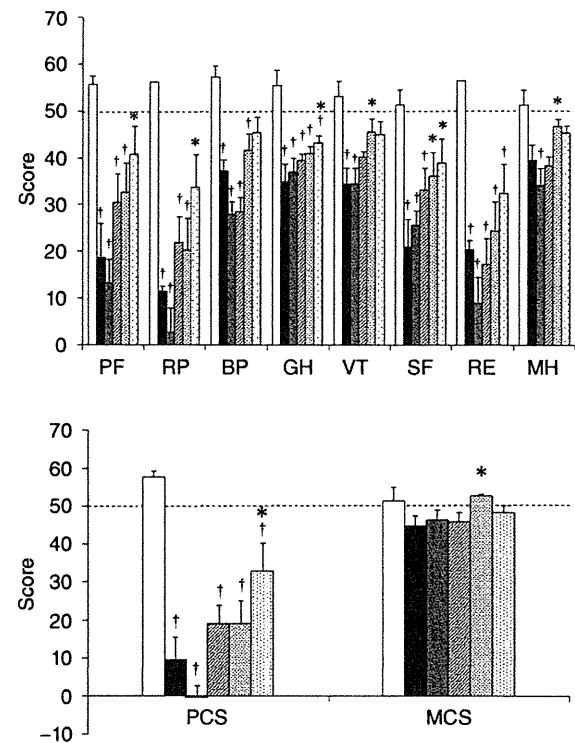 60
50
40
30
20
10
0
Score
* * * * * * *
† † † † † † † † † † † † † † † † † † † † † † † † † †
PF RP BP GH VT SF RE MH
70
60
50
40
30
20
10
0
−10
Score
* *
† † † † †
PCS MCS